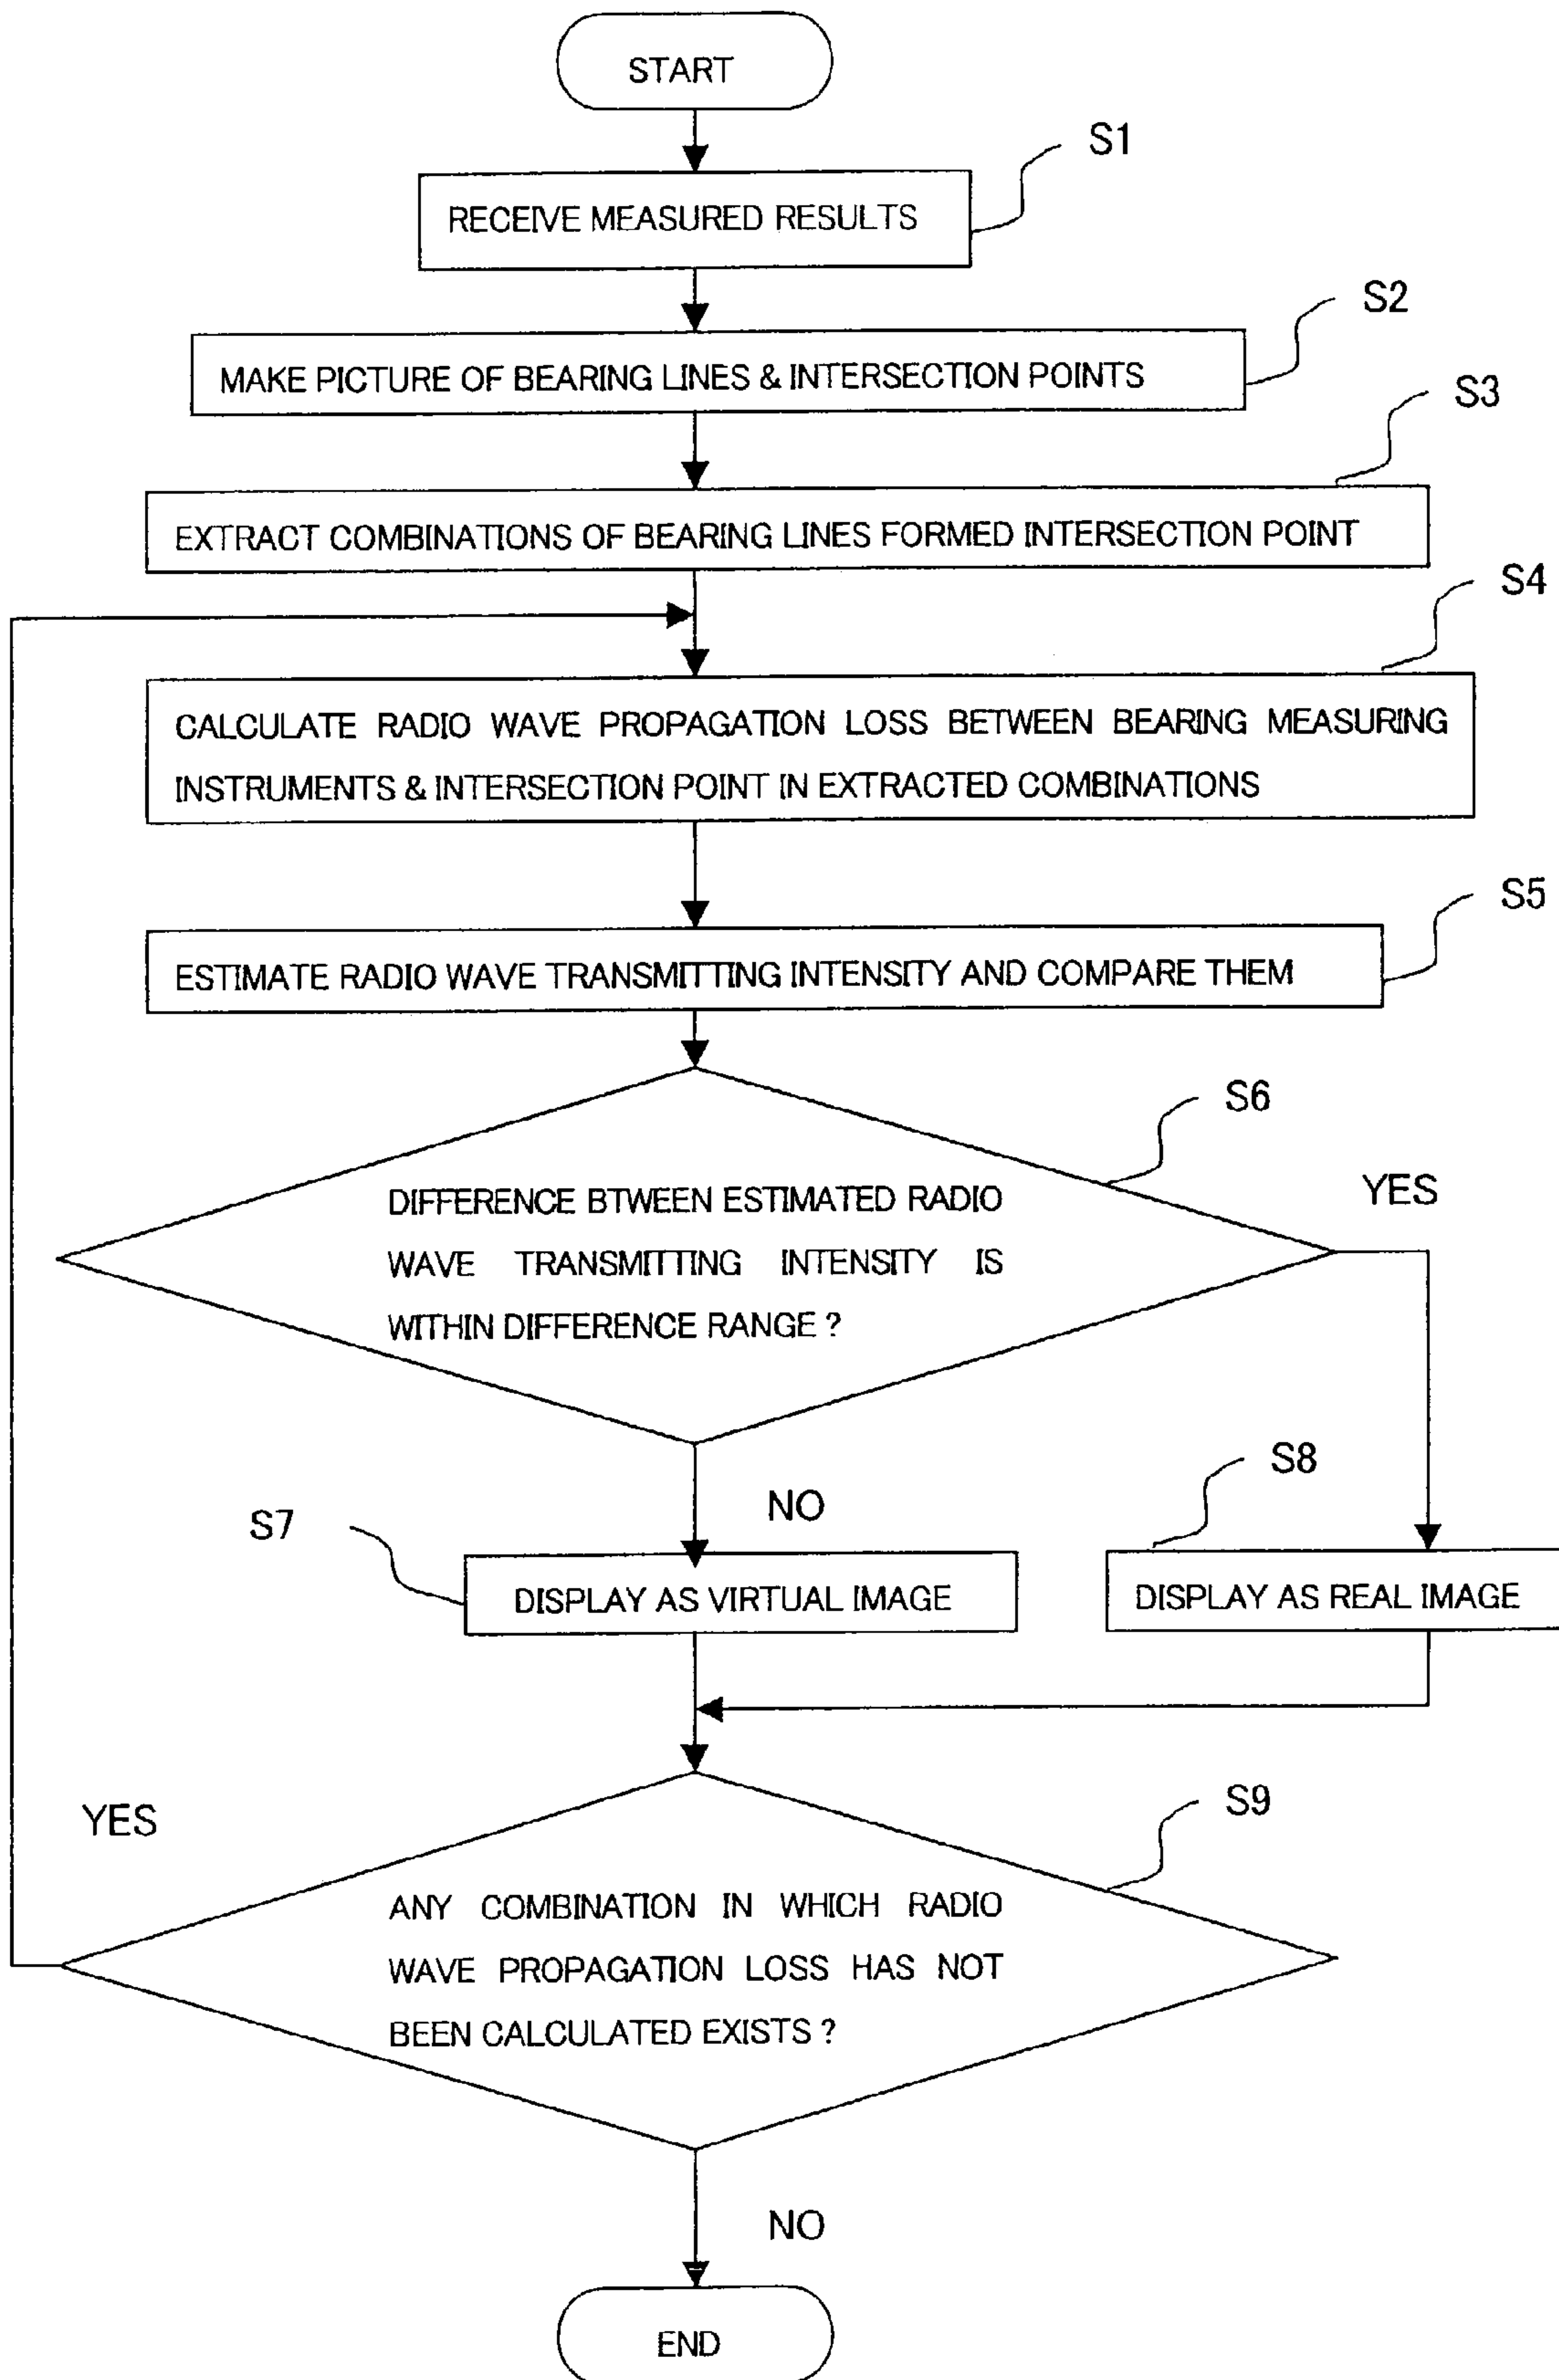 START
S1
RECEIVE MEASURED RESULTS
S2
MAKE PICTURE OF BEARING LINES & INTERSECTION POINTS
S3
EXTRACT COMBINATIONS OF BEARING LINES FORMED INTERSECTION POINT
S4
CALCULATE RADIO WAVE PROPAGATION LOSS BETWEEN BEARING MEASURING
INSTRUMENTS & INTERSECTION POINT IN EXTRACTED COMBINATIONS
S5
ESTIMATE RADIO WAVE TRANSMITTING INTENSITY AND COMPARE THEM
S6
YES
DIFFERENCE BTWEEN ESTIMATED RADIO
WAVE TRANSMITTING INTENSITY IS
WITHIN DIFFERENCE RANGE ?
NO
S7
S8
DISPLAY AS VIRTUAL IMAGE
DISPLAY AS REAL IMAGE
YES
S9
ANY COMBINATION IN WHICH RADIO
WAVE PROPAGATION LOSS HAS NOT
BEEN CALCULATED EXISTS ?
NO
END